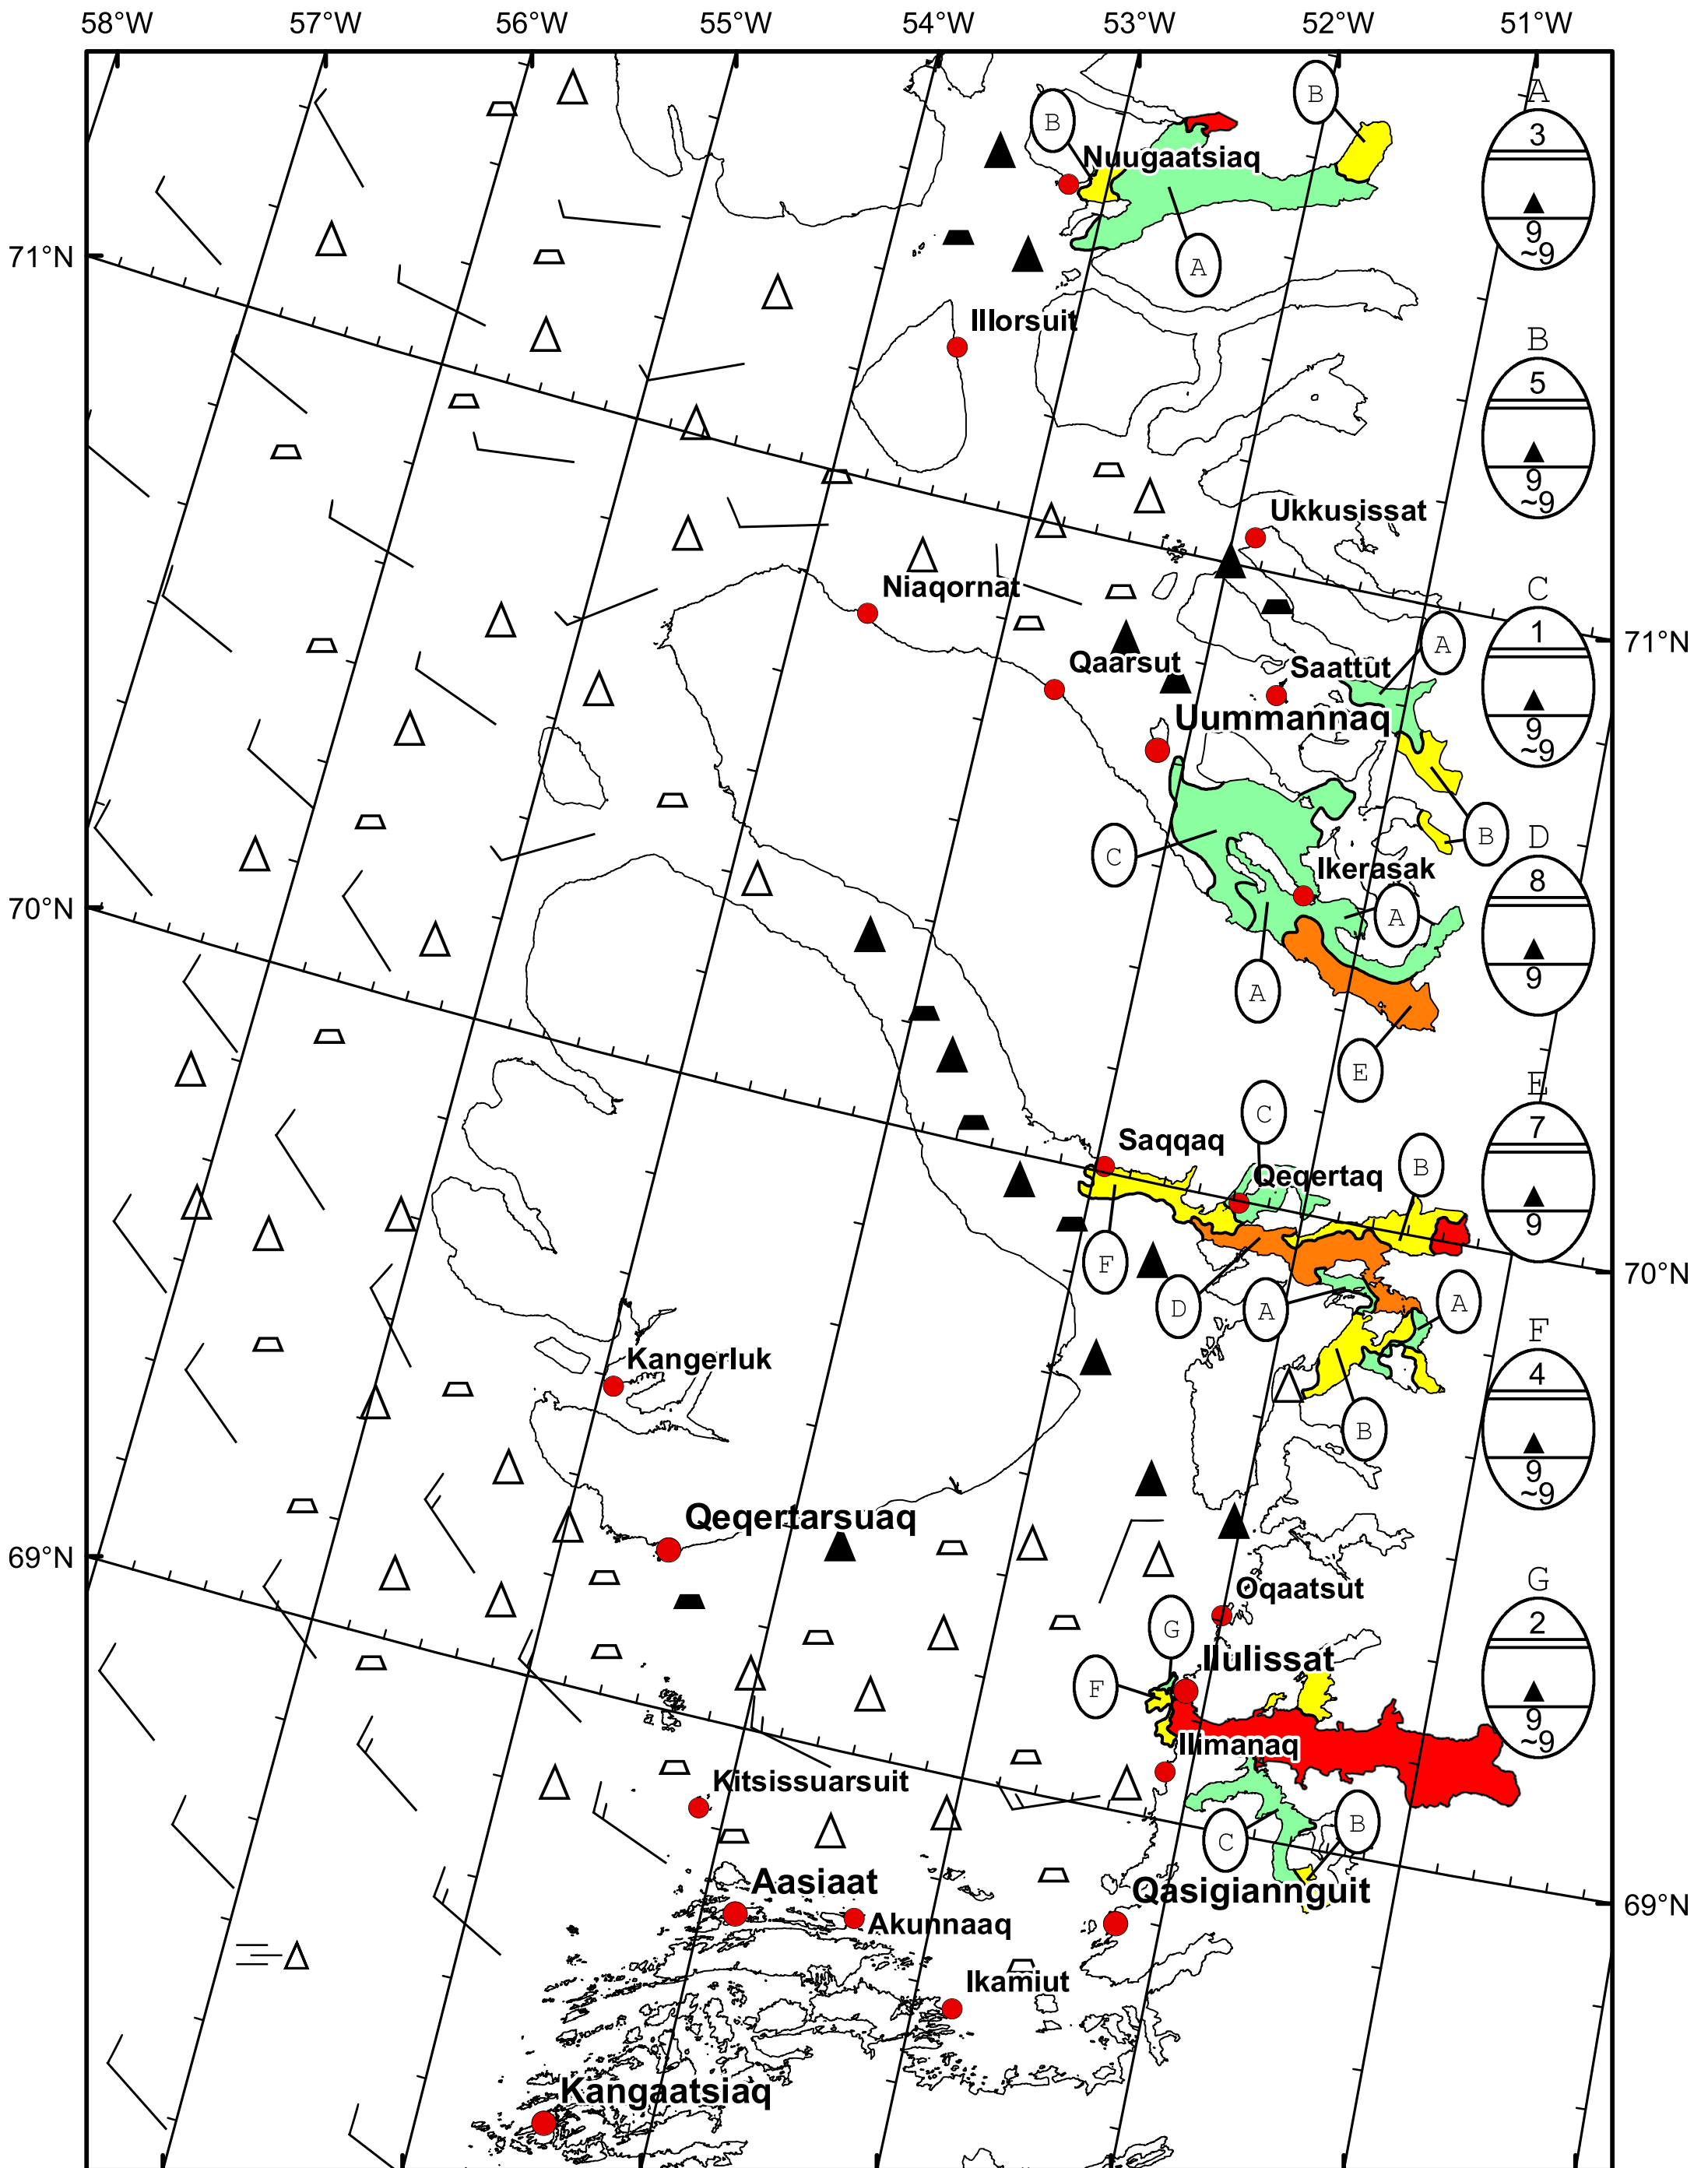 58°W 57°W 56°W 55°W 54°W 53°W 52°W 51°W
A
3
9
~9
B
B
Nuugaatsiaq
A
71°N
Illorsuit
B
5
9
~9
Ukkusissat
Niaqornat
C
1
9
~9
A
71°N
Qaarsut
Saattut
Uummannaq
B
C
Ikerasak
A
A
E
D
8
9
70°N
C
E
7
9
Saqqaq
Qeqertaq
B
F
D
A
A
70°N
B
Kangerluk
F
4
9
~9
Qeqertarsuaq
69°N
Oqaatsut
G
Ilulissat
F
G
2
9
~9
Ilimanaq
Kitsissuarsuit
C
B
Aasiaat
Qasigiannguit
69°N
Akunnaaq
Ikamiut
Kangaatsiaq